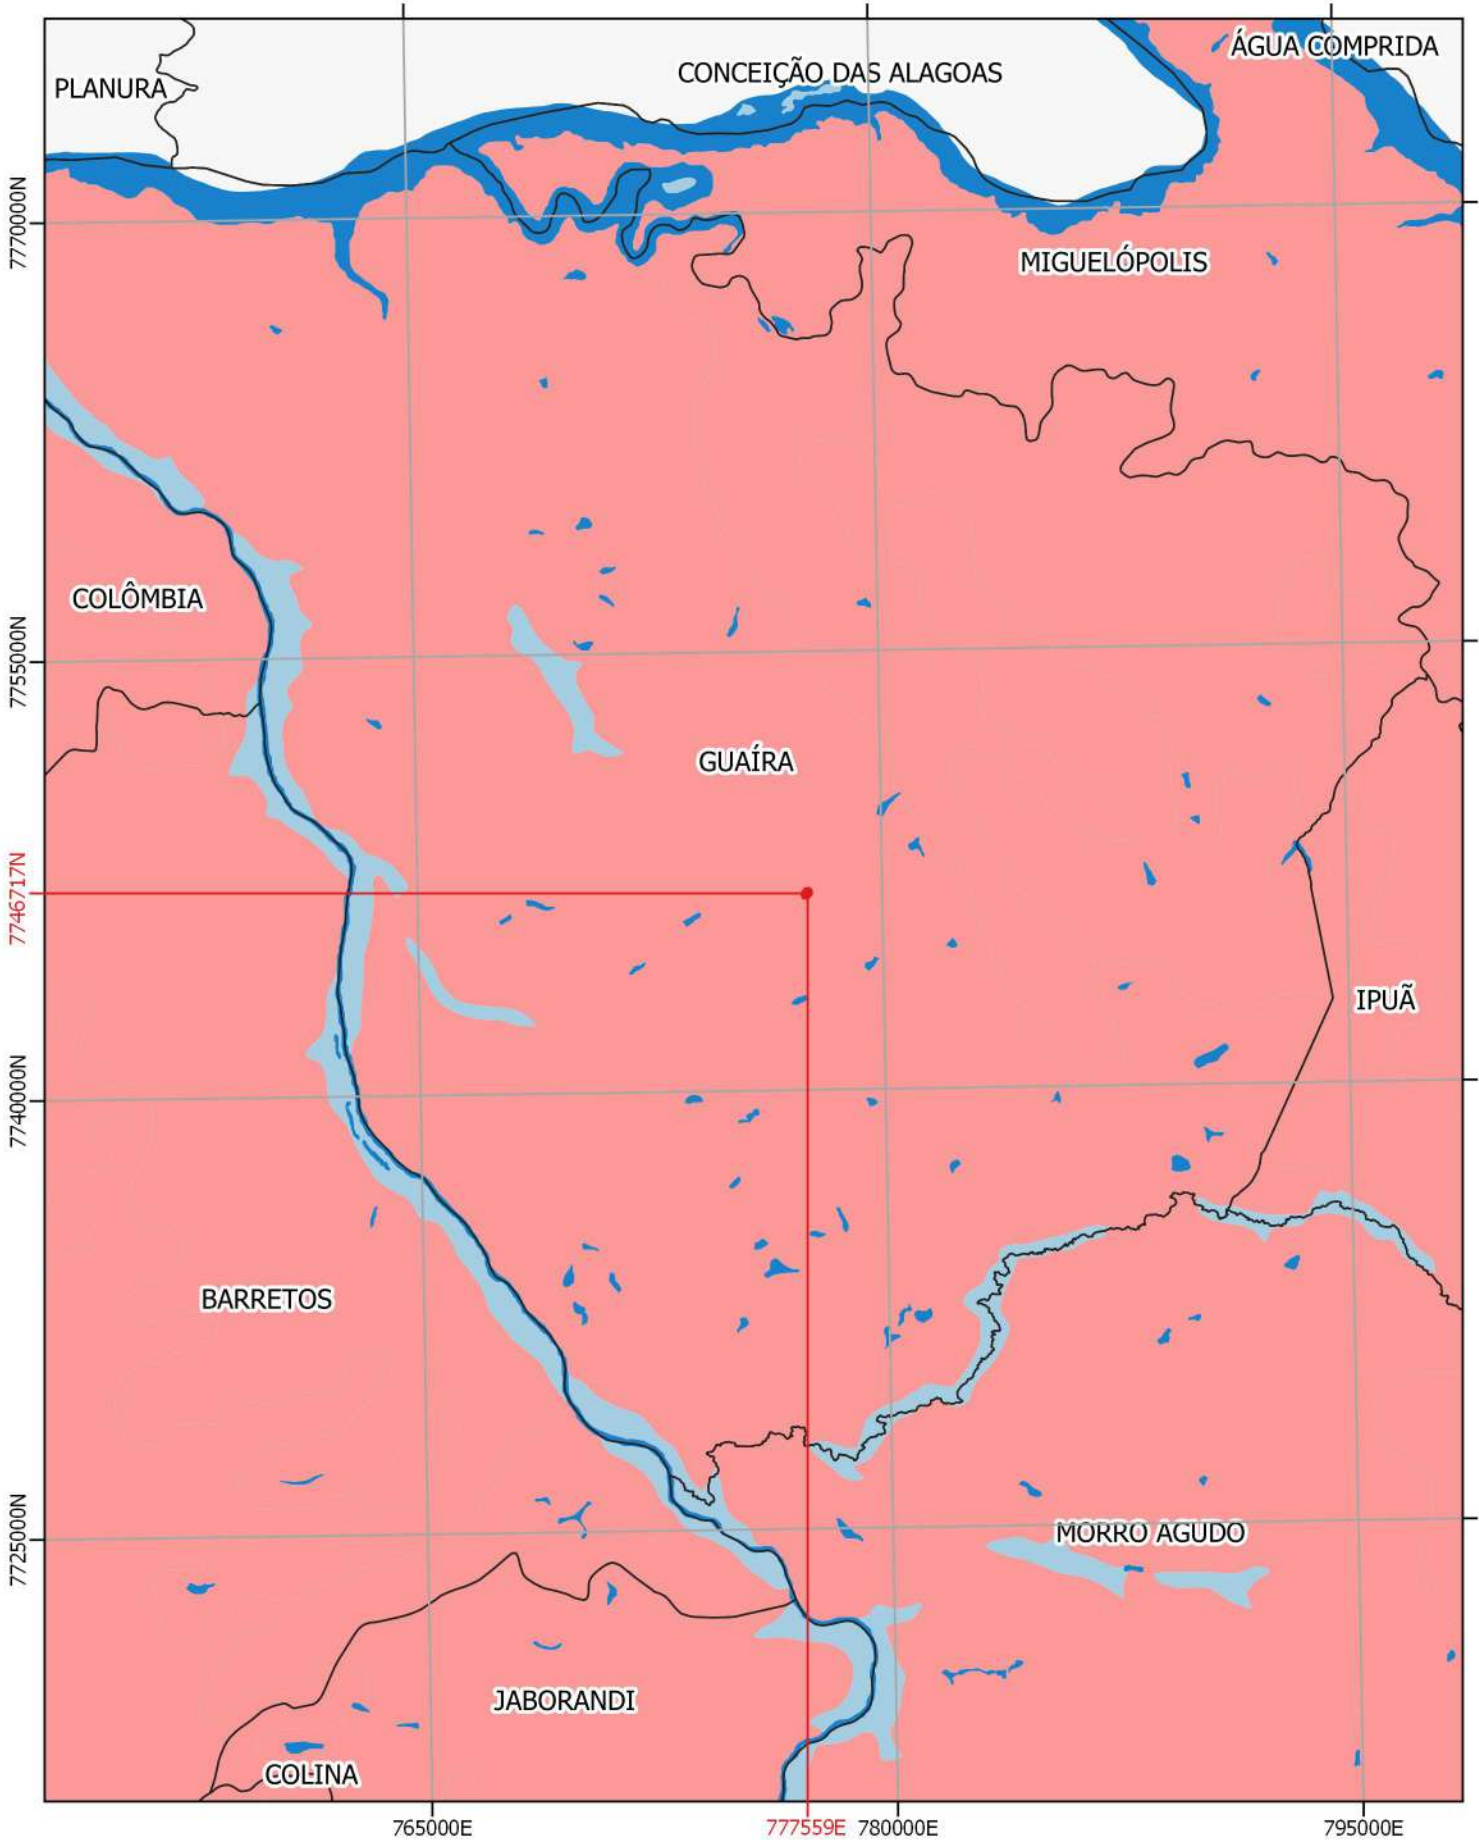 ÁGUA COMPRIDA
CONCEIÇÃO DAS ALAGOAS
PLANURA
7770000N
MIGUELÓPOLIS
COLÔMBIA
7755000N
GUAÍRA
7746717N
IPUÃ
7740000N
BARRETOS
7725000N
MORRO AGUDO
JABORANDI
COLINA
765000E
777559E
780000E
795000E